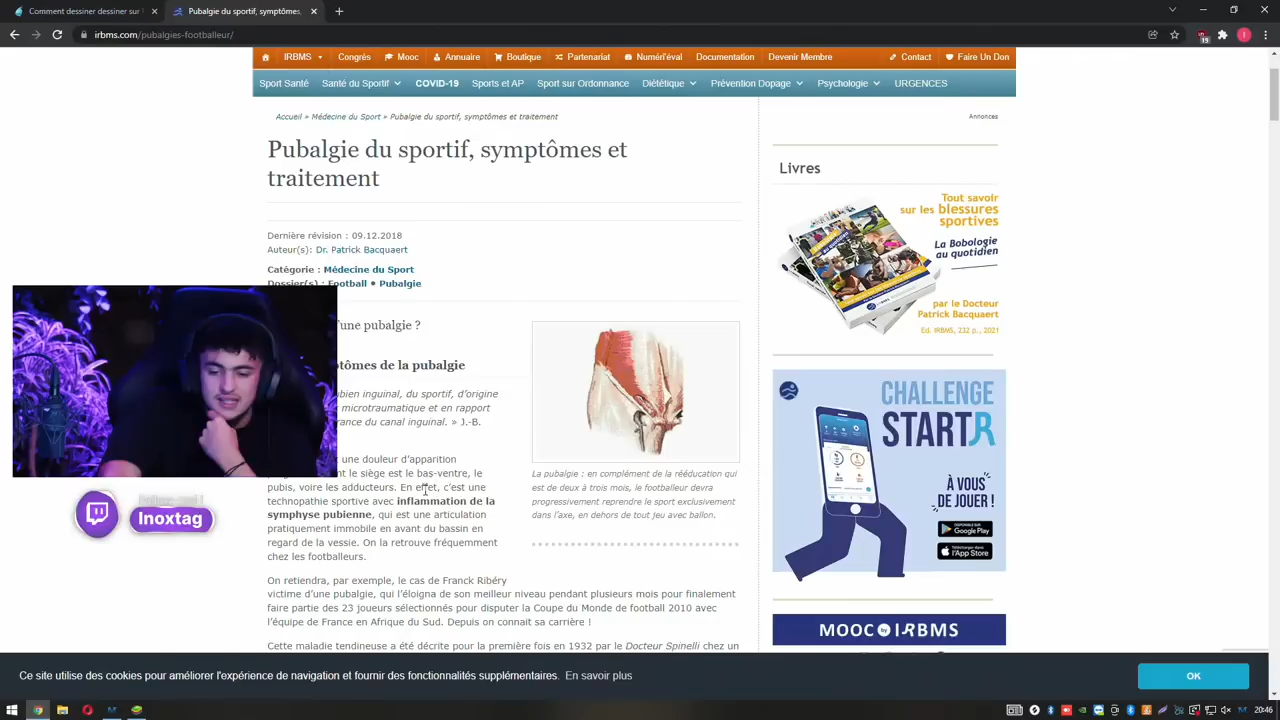 Comment dessiner dessiner sur
Pubalgie du sportif, symptômes
irbms.com/pubalgies-footballeur/
IRBMS
Congrès
Mooc
Annuaire
Boutique
Partenariat
Numéri'éval
Documentation
Devenir Membre
Contact
Faire Un Don
Sport Santé
Santé du Sportif
COVID-19
Sports et AP
Sport sur Ordonnance
Diététique
Prévention Dopage
Psychologie
URGENCES
Accueil » Médecine du Sport » Pubalgie du sportif, symptômes et traitement
Pubalgie du sportif, symptômes et
traitement
Dernière révision : 09.12.2018
Auteur(s): Dr. Patrick Bacquaert
Catégorie : Médecine du Sport
Dossier(s) : Football • Pubalgie
'une pubalgie ?
tômes de la pubalgie
bien inguinal, du sportif, d'origine
microtraumatique et en rapport
rance du canal inguinal. » J.-B.
une douleur d'apparition
nt le siège est le bas-ventre, le
pubis, voire les adducteurs. En effet, c'est une
technopathie sportive avec inflammation de la
symphyse pubienne, qui est une articulation
pratiquement immobile en avant du bassin en
regard de la vessie. On la retrouve fréquemment
chez les footballeurs.
La pubalgie : en complément de la rééducation qui
est de deux à trois mois, le footballeur devra
progressivement reprendre le sport exclusivement
dans l'axe, en dehors de tout jeu avec ballon.
On retiendra, par exemple, le cas de Franck Ribéry
victime d'une pubalgie, qui l'éloigna de son meilleur niveau pendant plusieurs mois pour finalement
faire partie des 23 joueurs sélectionnés pour disputer la Coupe du Monde de football 2010 avec
l'équipe de France en Afrique du Sud. Depuis on connait sa carrière !
Cette maladie tendineuse a été décrite pour la première fois en 1932 par le Docteur Spinelli chez un
Annonces
Livres
Tout savoir
sur les blessures
sportives
La Bobologie
au quotidien
par le Docteur
Patrick Bacquaert
Ed. IRBMS, 232 p., 2021
CHALLENGE
STARTR
À VOUS
DE JOUER !
DISPONIBLE SUR
Google Play
Télécharger dans
l'App Store
MOOC by IRBMS
Inoxtag
Ce site utilise des cookies pour améliorer l'expérience de navigation et fournir des fonctionnalités supplémentaires. En savoir plus
OK
20:46